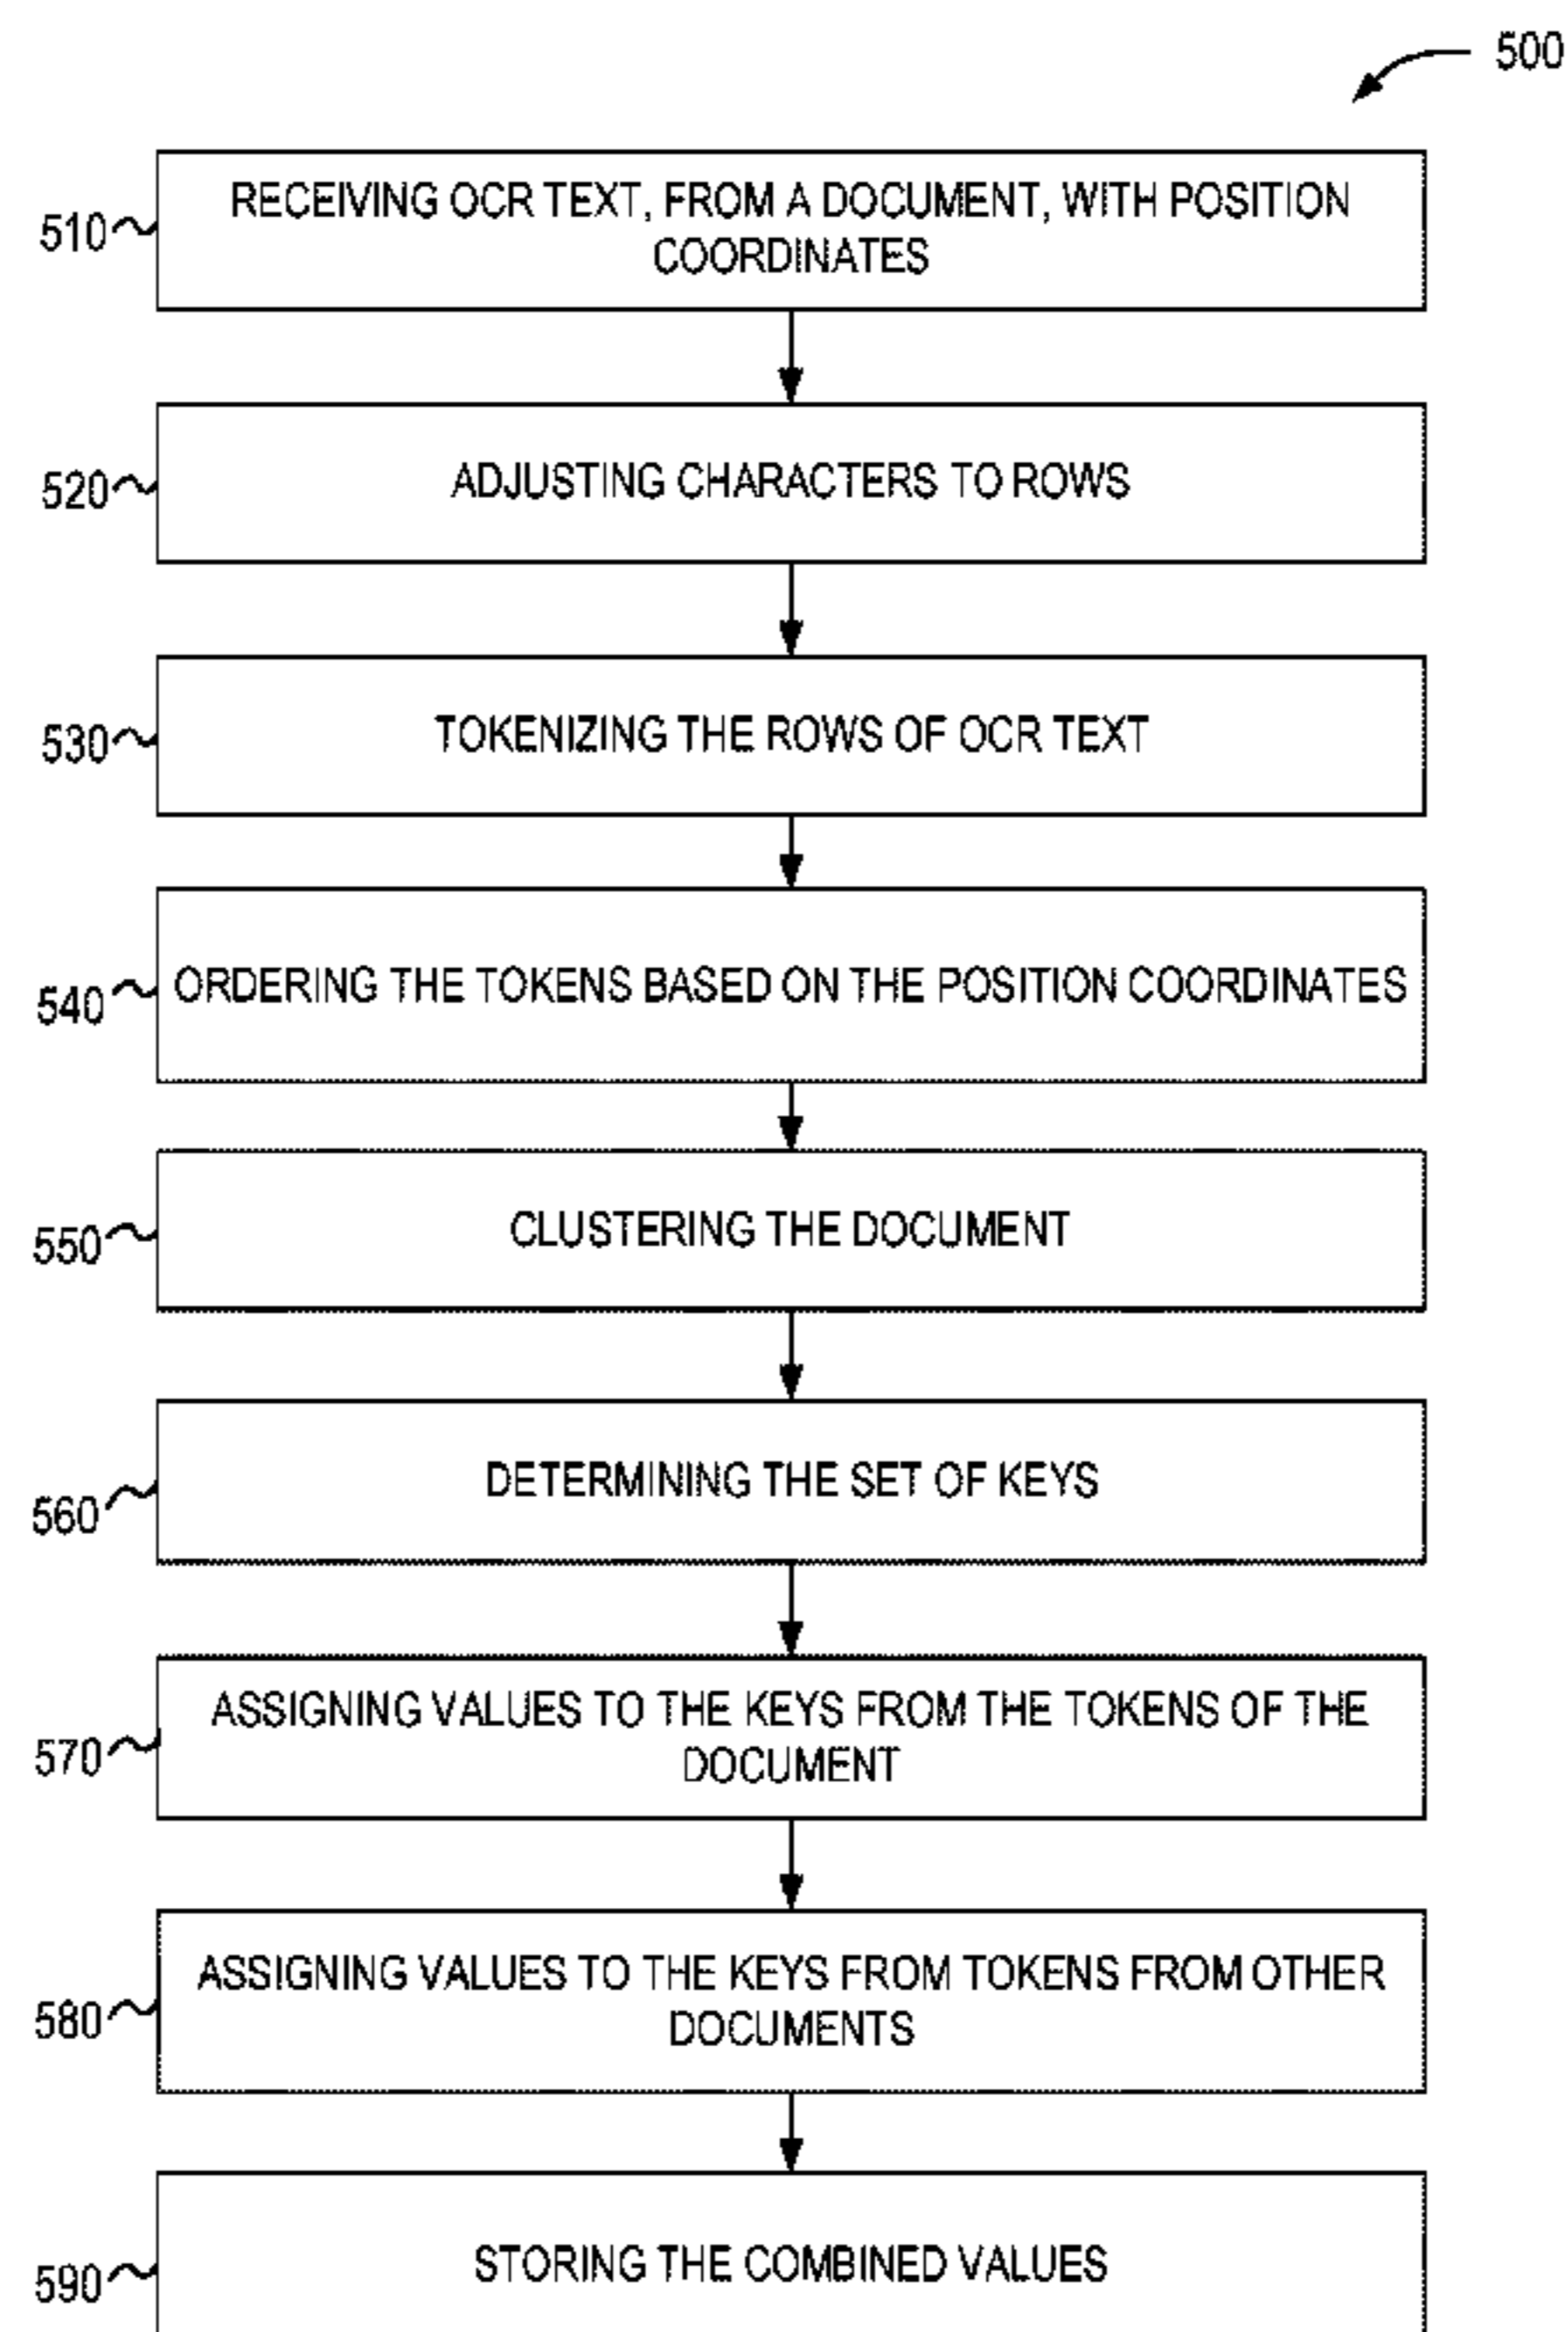 500
510
RECEIVING OCR TEXT, FROM A DOCUMENT, WITH POSITION
COORDINATES
520
ADJUSTING CHARACTERS TO ROWS
530
TOKENIZING THE ROWS OF OCR TEXT
540
ORDERING THE TOKENS BASED ON THE POSITION COORDINATES
550
CLUSTERING THE DOCUMENT
560
DETERMINING THE SET OF KEYS
570
ASSIGNING VALUES TO THE KEYS FROM THE TOKENS OF THE
DOCUMENT
580
ASSIGNING VALUES TO THE KEYS FROM TOKENS FROM OTHER
DOCUMENTS
590
STORING THE COMBINED VALUES